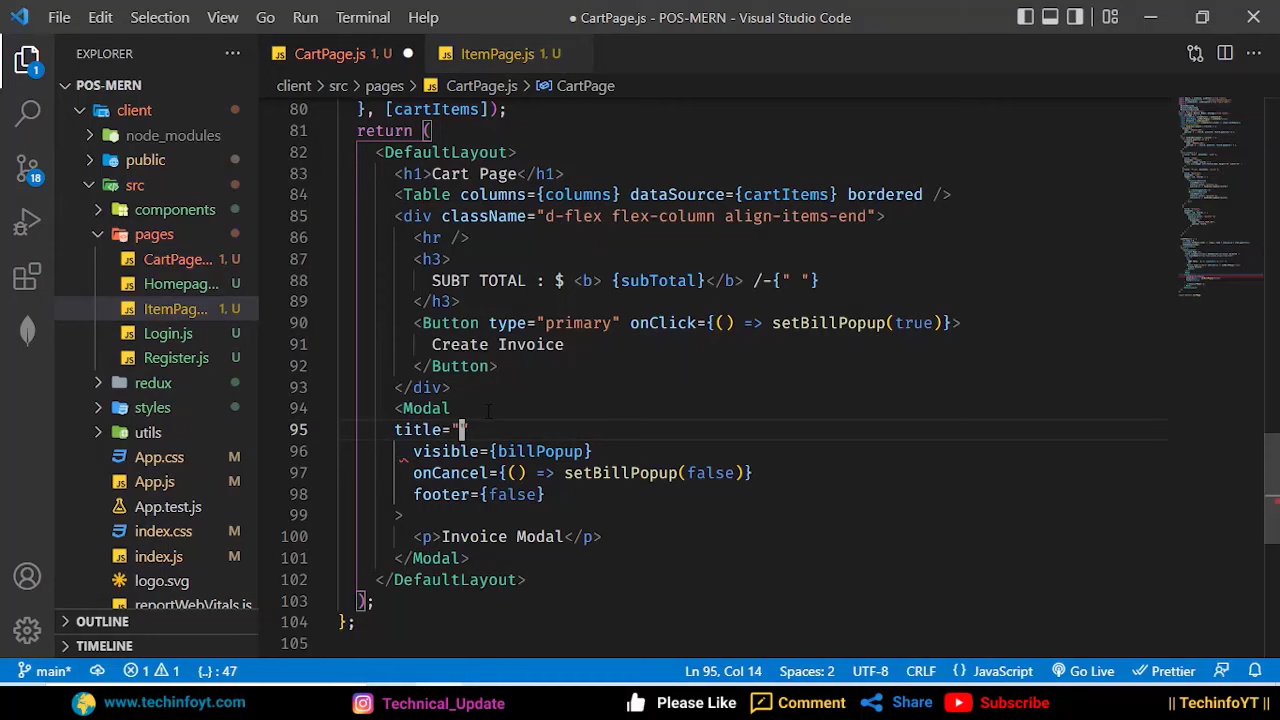 File Edit Selection View Go Run Terminal Help
● CartPage.js - POS-MERN - Visual Studio Code
EXPLORER
CartPage.js 1, U
ItemPage.js 1, U
POS-MERN
client > src > pages > CartPage.js > CartPage
client
node_modules
public
src
components
pages
CartPage... 1, U
Homepag... U
ItemPag... 1, U
Login.js U
Register.js U
redux
styles
utils
App.css M
App.js M
App.test.js
index.css M
index.js M
logo.svg
reportWebVitals.js
OUTLINE
TIMELINE
1
18
80 }, [cartItems]);
81 return (
82 <DefaultLayout>
83 <h1>Cart Page</h1>
84 <Table columns={columns} dataSource={cartItems} bordered />
85 <div className="d-flex flex-column align-items-end">
86 <hr />
87 <h3>
88 SUBT TOTAL : $ <b> {subTotal}</b> /-{" "}
89 </h3>
90 <Button type="primary" onClick={() => setBillPopup(true)}>
91 Create Invoice
92 </Button>
93 </div>
94 <Modal
95 title=""
96 visible={billPopup}
97 onCancel={() => setBillPopup(false)}
98 footer={false}
99 >
100 <p>Invoice Modal</p>
101 </Modal>
102 </DefaultLayout>
103 );
104 };
105
main* 1 1 {..} : 47 Ln 95, Col 14 Spaces: 2 UTF-8 CRLF {} JavaScript Go Live Prettier
www.techinfoyt.com Technical_Update Please Like Comment Share Subscribe || TechinfoYT ||